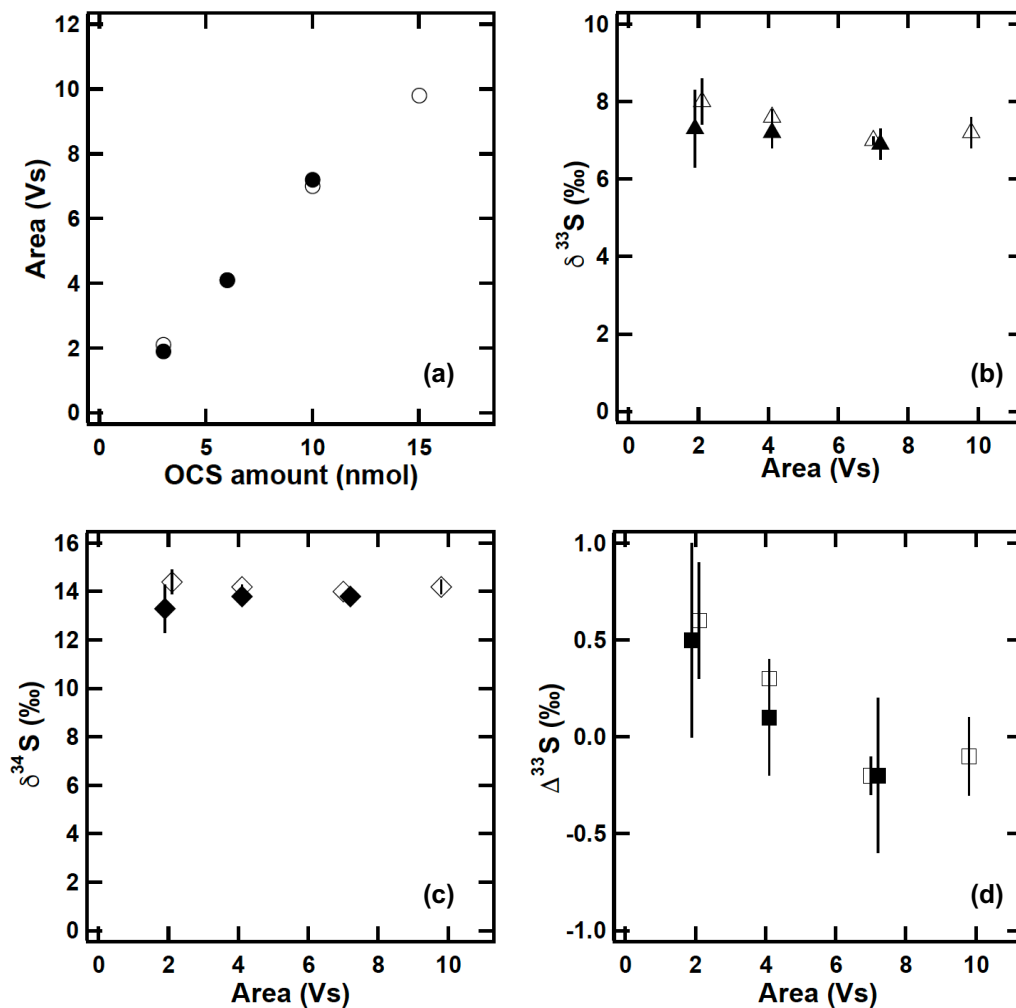 12
10
8
6
4
2
0
Area (Vs)
0 5 10 15
OCS amount (nmol)
(a)
10
8
6
4
2
0
δ³³S (‰)
0 2 4 6 8 10
Area (Vs)
(b)
16
14
12
10
8
6
4
2
0
δ³⁴S (‰)
0 2 4 6 8 10
Area (Vs)
(c)
1.0
0.5
0.0
-0.5
-1.0
Δ³³S (‰)
0 2 4 6 8 10
Area (Vs)
(d)